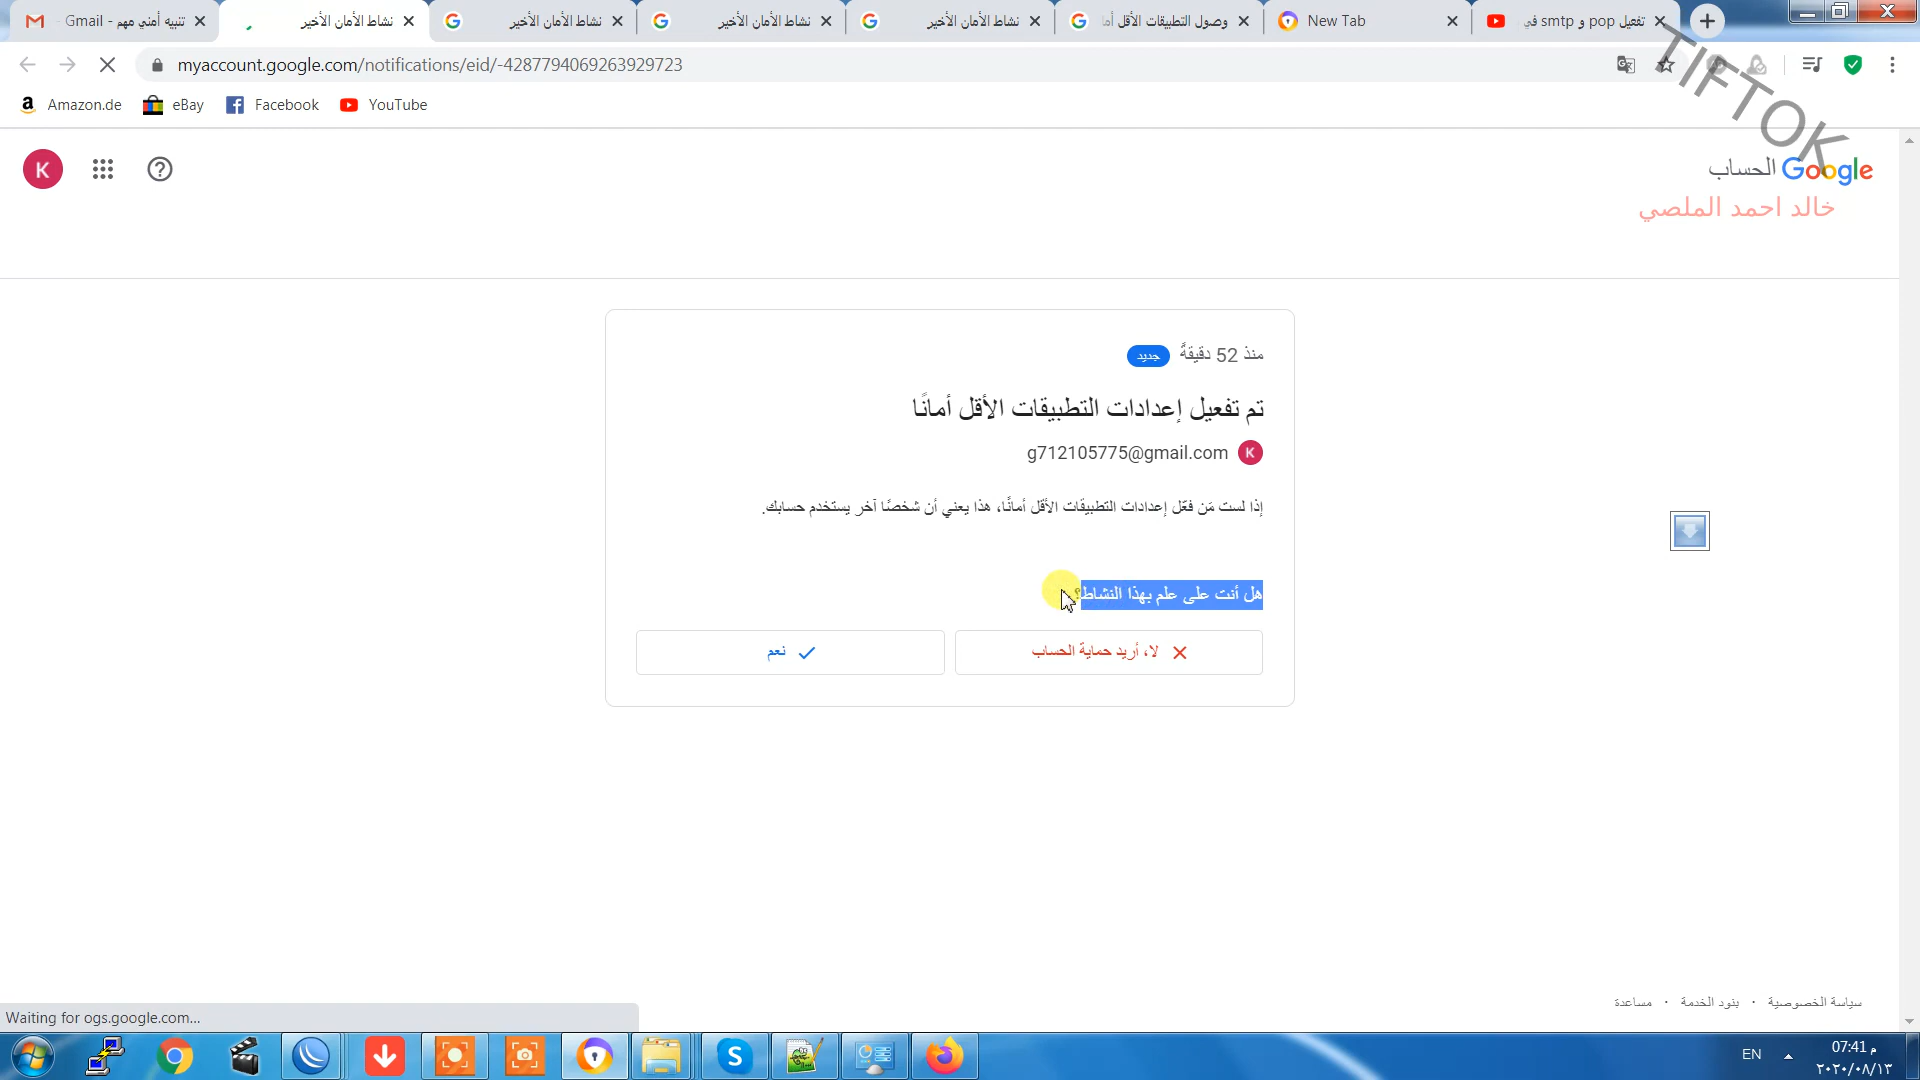 تنبيه أمني مهم - Gmail
نشاط الأمان الأخير
نشاط الأمان الأخير
نشاط الأمان الأخير
نشاط الأمان الأخير
وصول التطبيقات الأقل أما
New Tab
تفعيل pop و smtp في
myaccount.google.com/notifications/eid/-4287794069263929723
Amazon.de
eBay
Facebook
YouTube
TIFTOK
K
Google الحساب
خالد احمد الملصي
منذ 52 دقيقةً
جديد
تم تفعيل إعدادات التطبيقات الأقل أمانًا
K g712105775@gmail.com
إذا لست مَن فعّل إعدادات التطبيقات الأقل أمانًا، هذا يعني أن شخصًا آخر يستخدم حسابك.
هل أنت على علم بهذا النشاط؟
لا، أريد حماية الحساب
نعم
سياسة الخصوصية · بنود الخدمة · مساعدة
Waiting for ogs.google.com...
EN
07:41 م
٢٠٢٠/٠٨/١٣